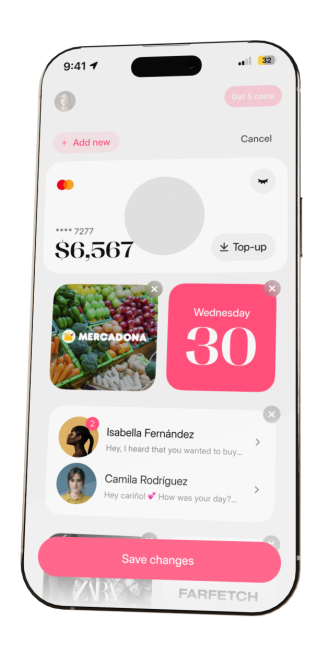 9:41
32
Get 5 coins
+ Add new
Cancel
**** 7277
$6,567
Top-up
MERCADONA
Wednesday
30
2
Isabella Fernández
Hey, I heard that you wanted to buy...
Camila Rodríguez
Hey cariño! 💕 How was your day?...
Save changes
ZARA
FARFETCH